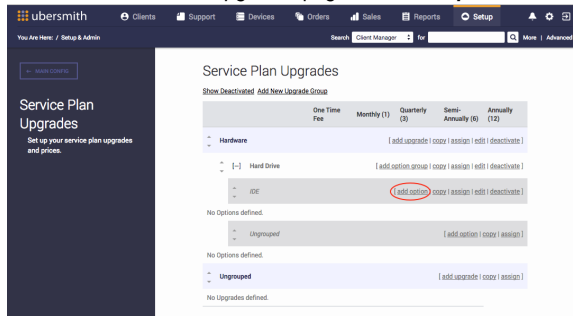 ubersmith Clients Support Devices Orders Sales Reports Setup
You Are Here: / Setup & Admin Search Client Manager for More | Advanced
← MAIN CONFIG
Service Plan Upgrades
Show Deactivated Add New Upgrade Group
Service Plan
Upgrades
Set up your service plan upgrades
and prices.
One Time Fee Monthly (1) Quarterly (3) Semi-Annually (6) Annually (12)
Hardware [ add upgrade | copy | assign | edit | deactivate ]
[--] Hard Drive [ add option group | copy | assign | edit | deactivate ]
IDE [ add option | copy | assign | edit | deactivate ]
No Options defined.
Ungrouped [ add option | copy | assign ]
No Options defined.
Ungrouped [ add upgrade | copy | assign ]
No Upgrades defined.